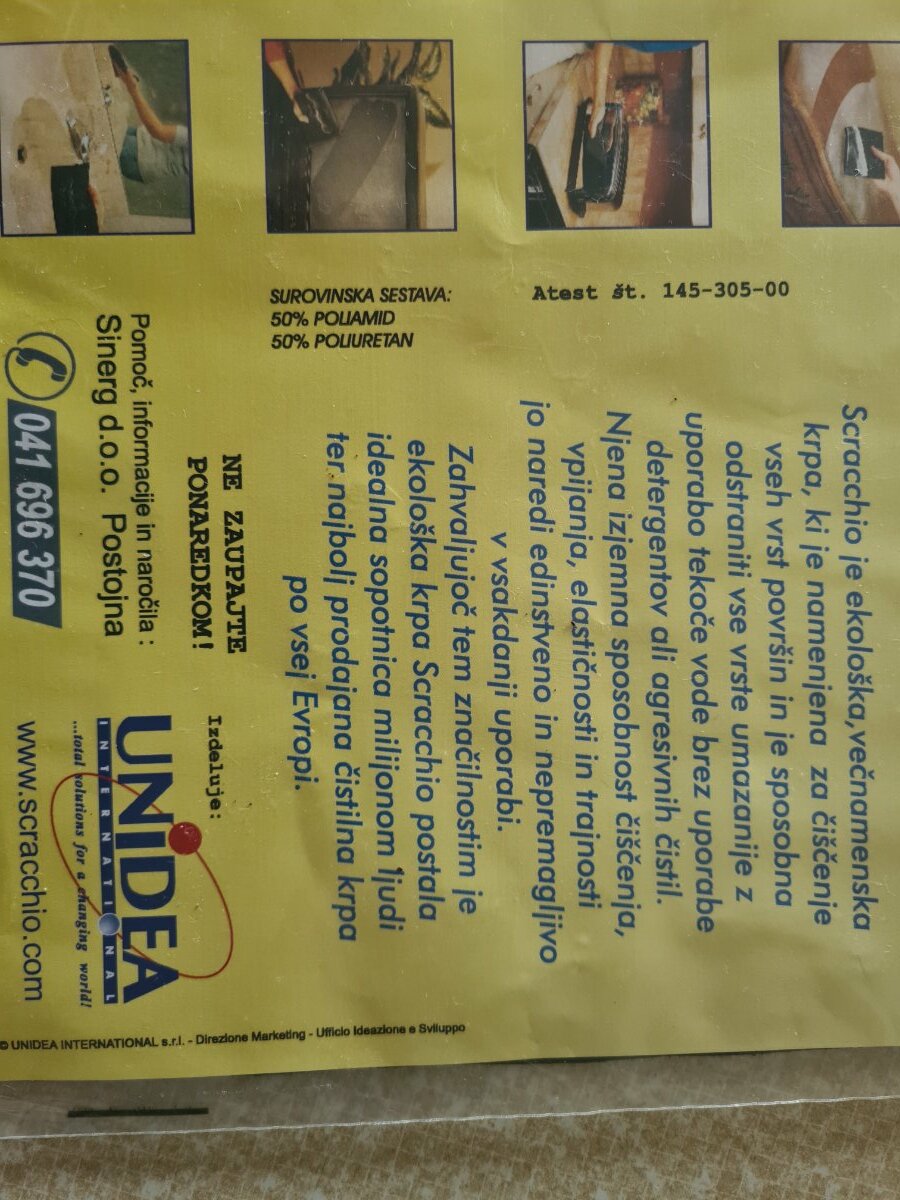 Scracchio je ekološka,večnamenska
krpa, ki je namenjena za čiščenje
vseh vrst površin in je sposobna
odstraniti vse vrste umazanije z
uporabo tekoče vode brez uporabe
detergentov ali agresivnih čistil.
Njena izjemna sposobnost čiščenja,
vpijanja, elastičnosti in trajnosti
jo naredi edinstveno in nepremagljivo
v vsakdanji uporabi.
Zahvaljujoč tem značilnostim je
ekološka krpa Scracchio postala
idealna sopotnica milijonom ljudi
ter najbolj prodajana čistilna krpa
po vsej Evropi.
Atest št. 145-305-00
SUROVINSKA SESTAVA:
50% POLIAMID
50% POLIURETAN
NE ZAUPAJTE
PONAREDKOM!
Pomoč, informacije in naročila :
Sinerg d.o.o. Postojna
041 696 370
Izdeluje:
UNIDEA
INTERNATIONAL
...total solutions for a changing world!
www.scracchio.com
© UNIDEA INTERNATIONAL s.r.l. - Direzione Marketing - Ufficio Ideazione e Sviluppo